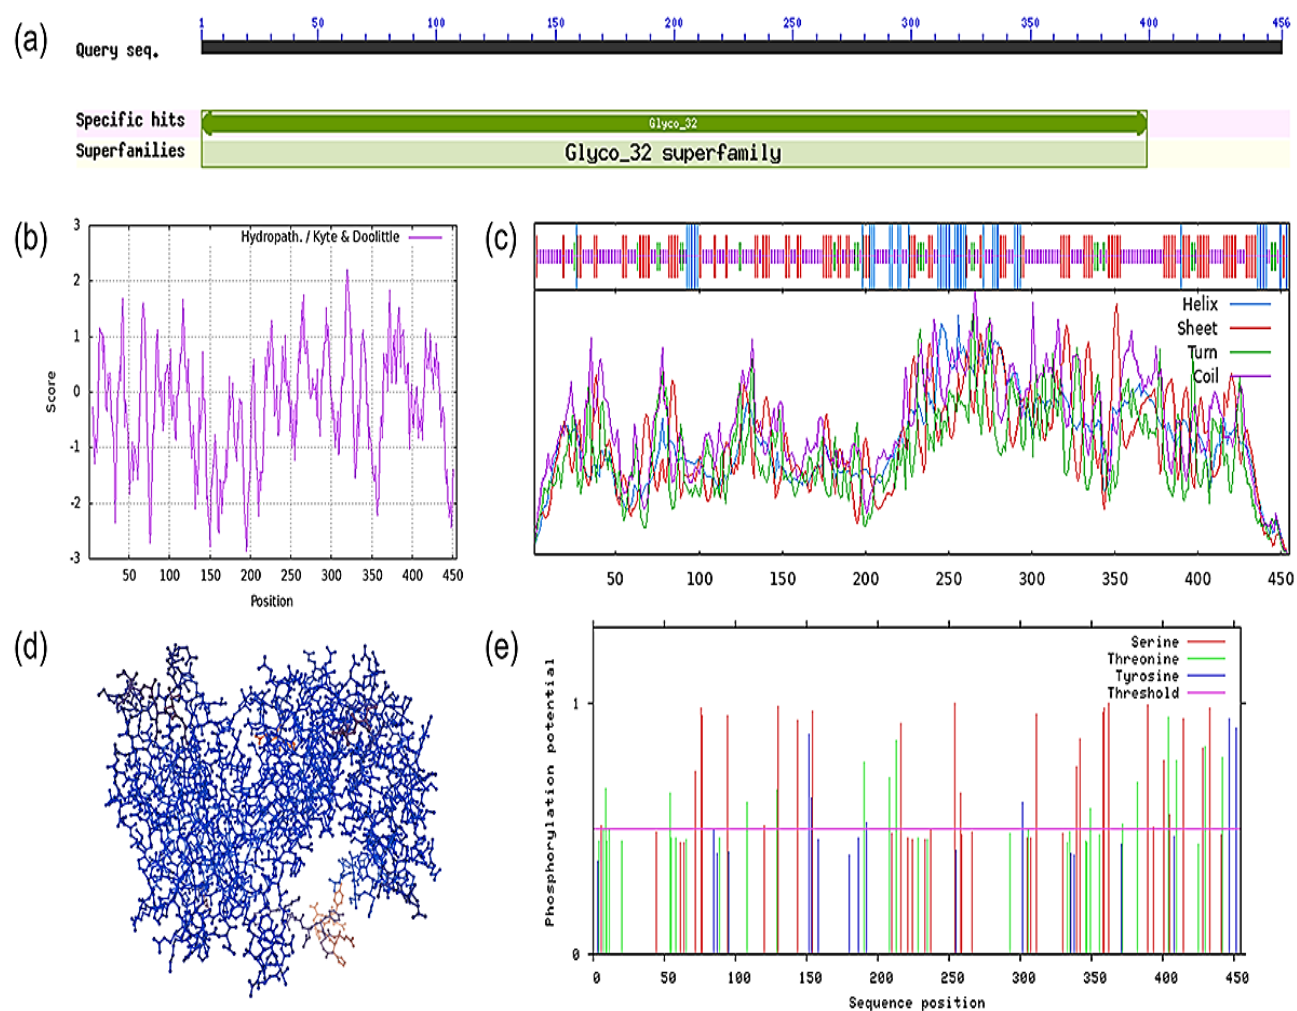 (a)
1 50 100 150 200 250 300 350 400 456
Query seq.
Specific hits
Glyco_32
Superfamilies
Glyco_32 superfamily
(b)
Hydropath. / Kyte & Doolittle
3
2
1
0
-1
-2
-3
Score
50 100 150 200 250 300 350 400 450
Position
(c)
Helix
Sheet
Turn
Coil
50 100 150 200 250 300 350 400 450
(d)
(e)
Serine
Threonine
Tyrosine
Threshold
Phosphorylation potential
1
0
0 50 100 150 200 250 300 350 400 450
Sequence position